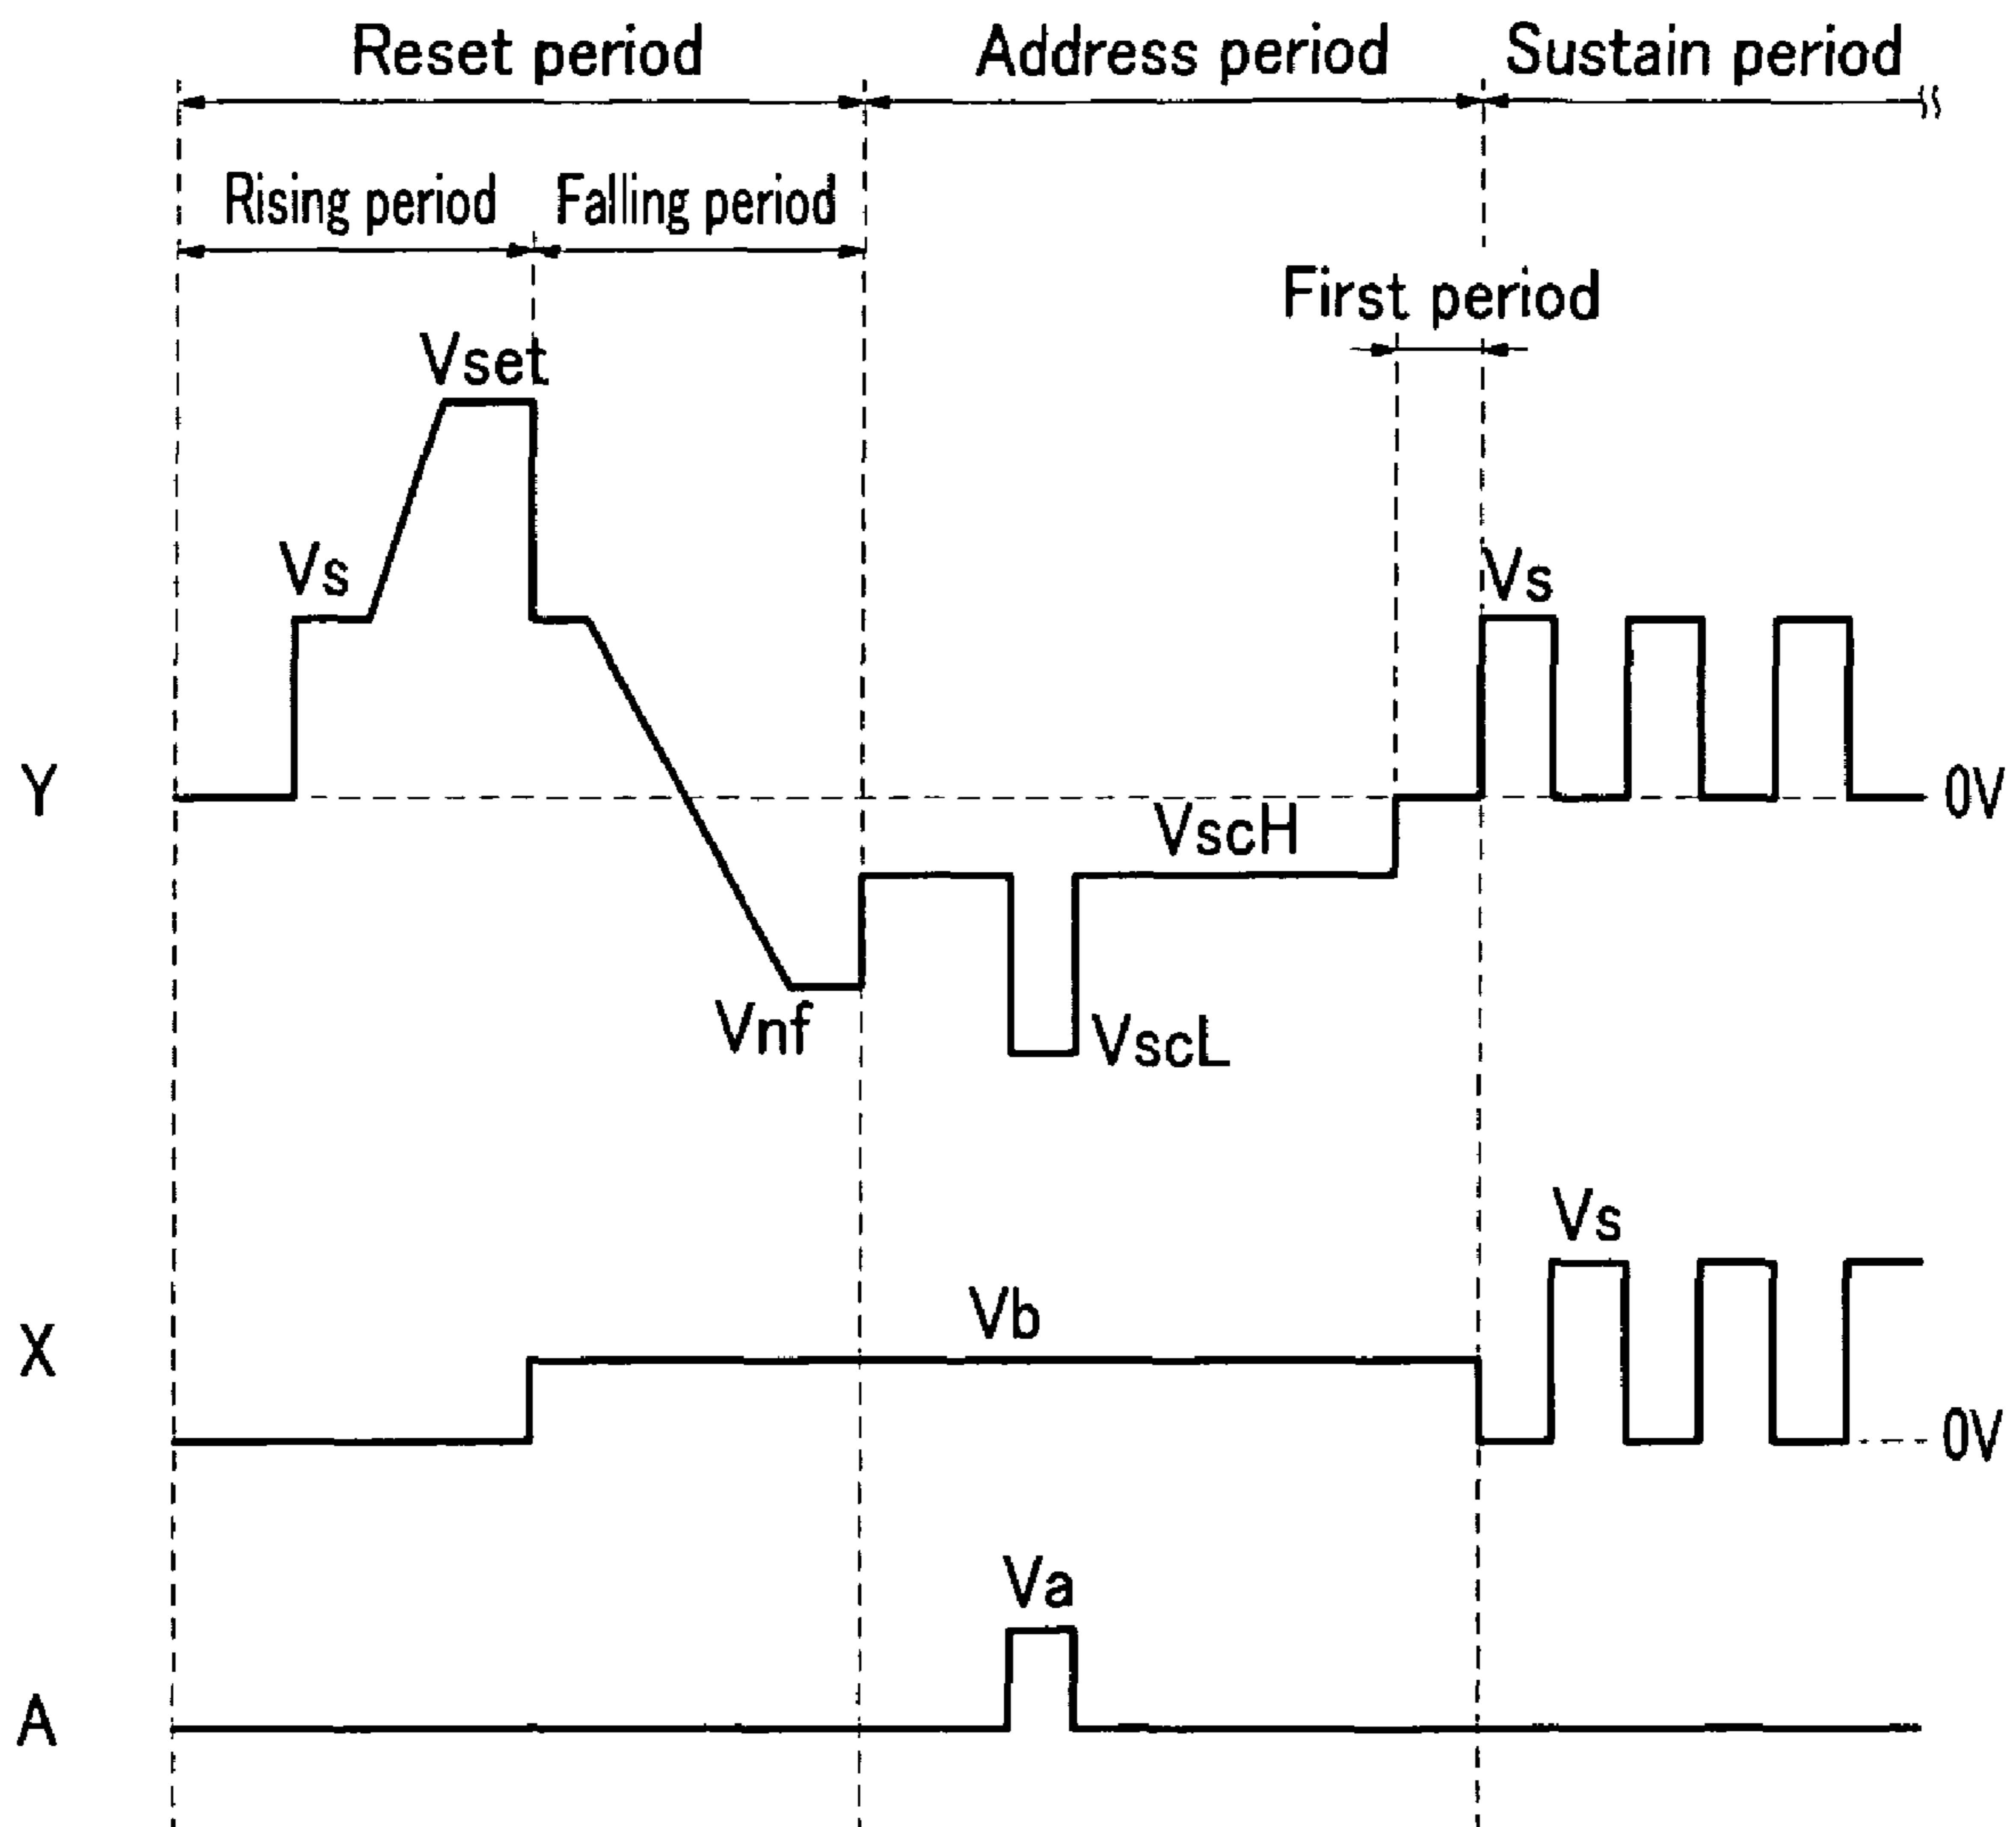 Reset period
Address period
Sustain period
Rising period
Falling period
First period
Vset
Vs
Vs
Y
0V
VscH
Vnf
VscL
Vs
Vb
X
0V
Va
A